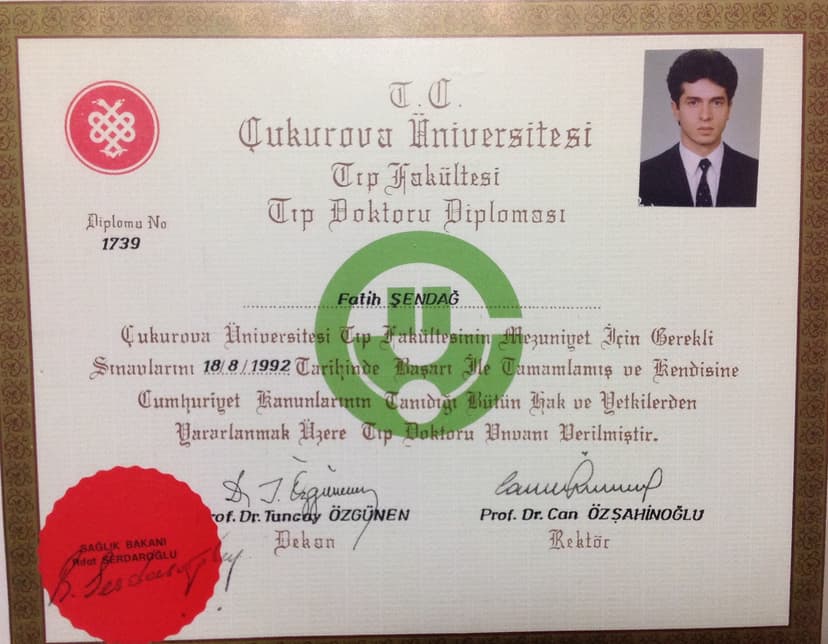 T.C.
Çukurova Üniversitesi
Tıp Fakültesi
Tıp Doktoru Diploması
Diploma No
1739
Fatih ŞENDAĞ
Çukurova Üniversitesi Tıp Fakültesinin Mezuniyet İçin Gerekli
Sınavlarını 18/8/1992 Tarihinde Başarı İle Tamamlamış ve Kendisine
Cumhuriyet Kanunlarının Tanıdığı Bütün Hak ve Yetkilerden
Yararlanmak Üzere Tıp Doktoru Unvanı Verilmiştir.
Prof. Dr. Tuncay ÖZGÜNEN
Dekan
Prof. Dr. Can ÖZŞAHİNOĞLU
Rektör
SAĞLIK BAKANI
Rifat SERDAROĞLU